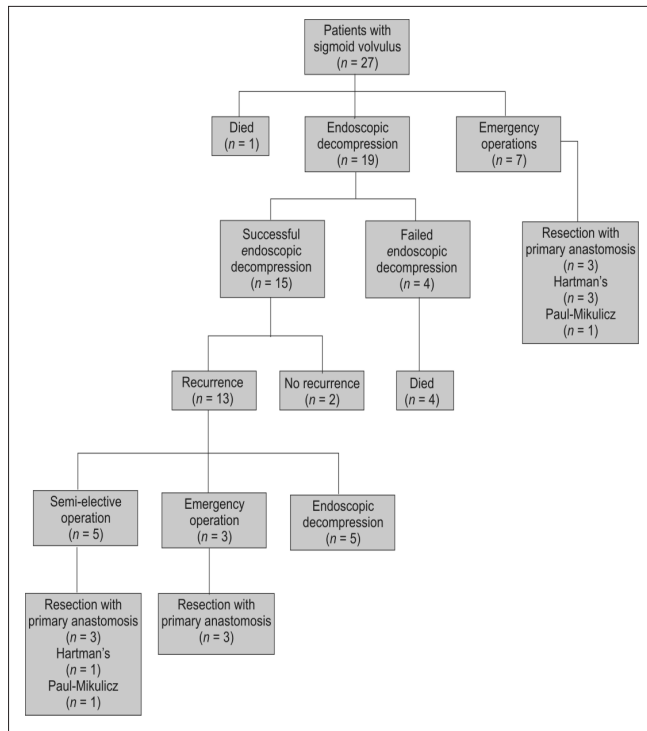 Patients with
sigmoid volvulus
(n = 27)
Died
(n = 1)
Endoscopic
decompression
(n = 19)
Emergency
operations
(n = 7)
Resection with
primary anastomosis
(n = 3)
Hartman's
(n = 3)
Paul-Mikulicz
(n = 1)
Successful
endoscopic
decompression
(n = 15)
Failed
endoscopic
decompression
(n = 4)
Recurrence
(n = 13)
No recurrence
(n = 2)
Died
(n = 4)
Semi-elective
operation
(n = 5)
Emergency
operation
(n = 3)
Endoscopic
decompression
(n = 5)
Resection with
primary anastomosis
(n = 3)
Hartman's
(n = 1)
Paul-Mikulicz
(n = 1)
Resection with
primary anastomosis
(n = 3)